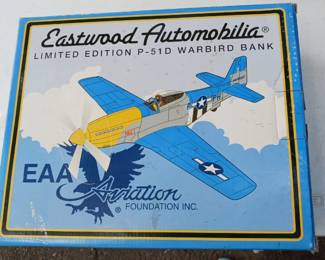 Eastwood Automobilia®
LIMITED EDITION P-51D WARBIRD BANK
EAA
Aviation
FOUNDATION INC.